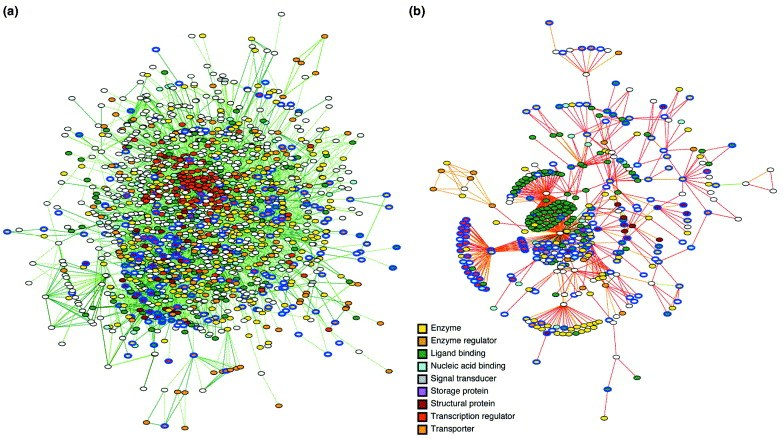 (a)
(b)
Enzyme
Enzyme regulator
Ligand binding
Nucleic acid binding
Signal transducer
Storage protein
Structural protein
Transcription regulator
Transporter